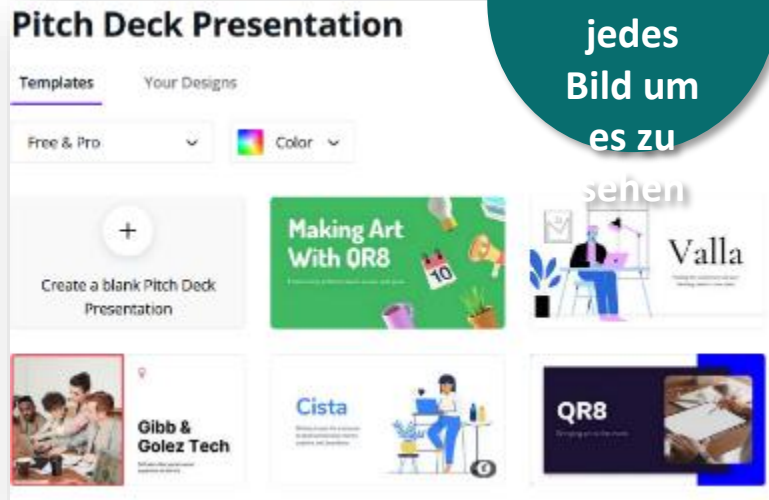 Pitch Deck Presentation
jedes
Bild um
es zu
sehen
Templates
Your Designs
Free & Pro
Color
Create a blank Pitch Deck
Presentation
Making Art
With QR8
10
Valla
Gibb &
Golez Tech
Cista
QR8